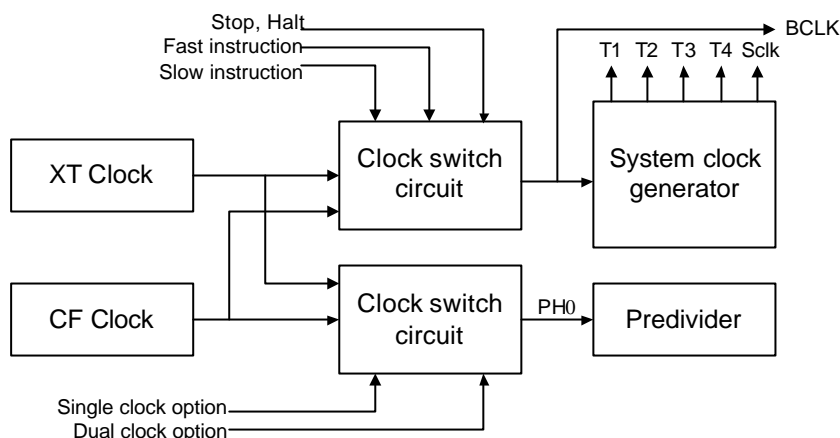 Stop, Halt
Fast instruction
Slow instruction
BCLK
T1 T2 T3 T4 Sclk
XT Clock
Clock switch
circuit
System clock
generator
CF Clock
Clock switch
circuit
PH0
Predivider
Single clock option
Dual clock option